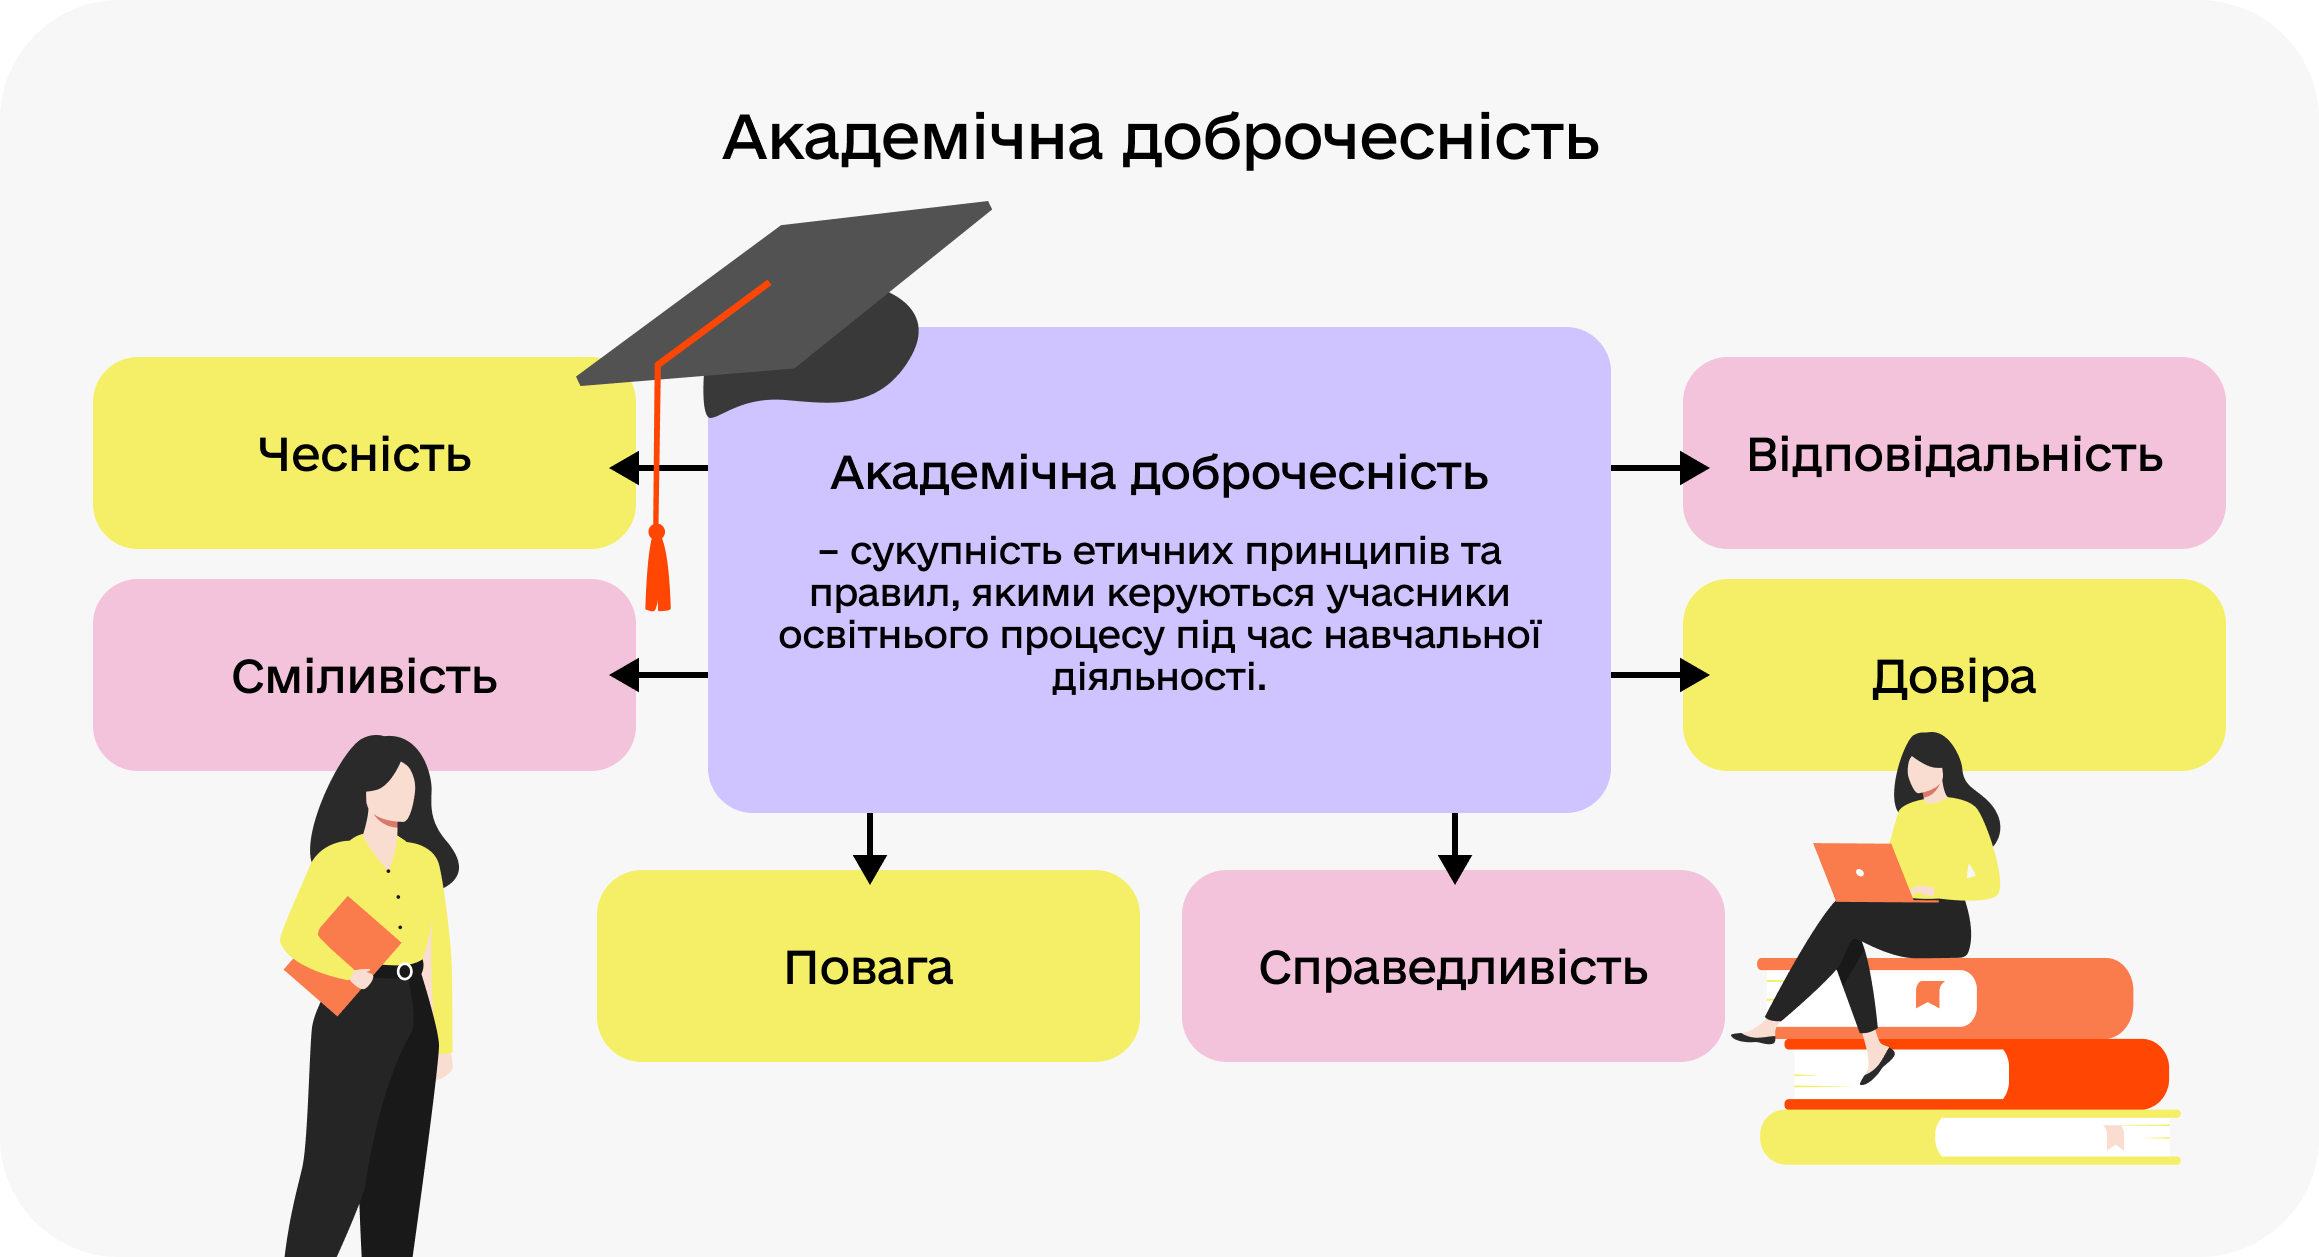 Академічна доброчесність
Чесність
Сміливість
Академічна доброчесність
– сукупність етичних принципів та
правил, якими керуються учасники
освітнього процесу під час навчальної
діяльності.
Відповідальність
Довіра
Повага
Справедливість